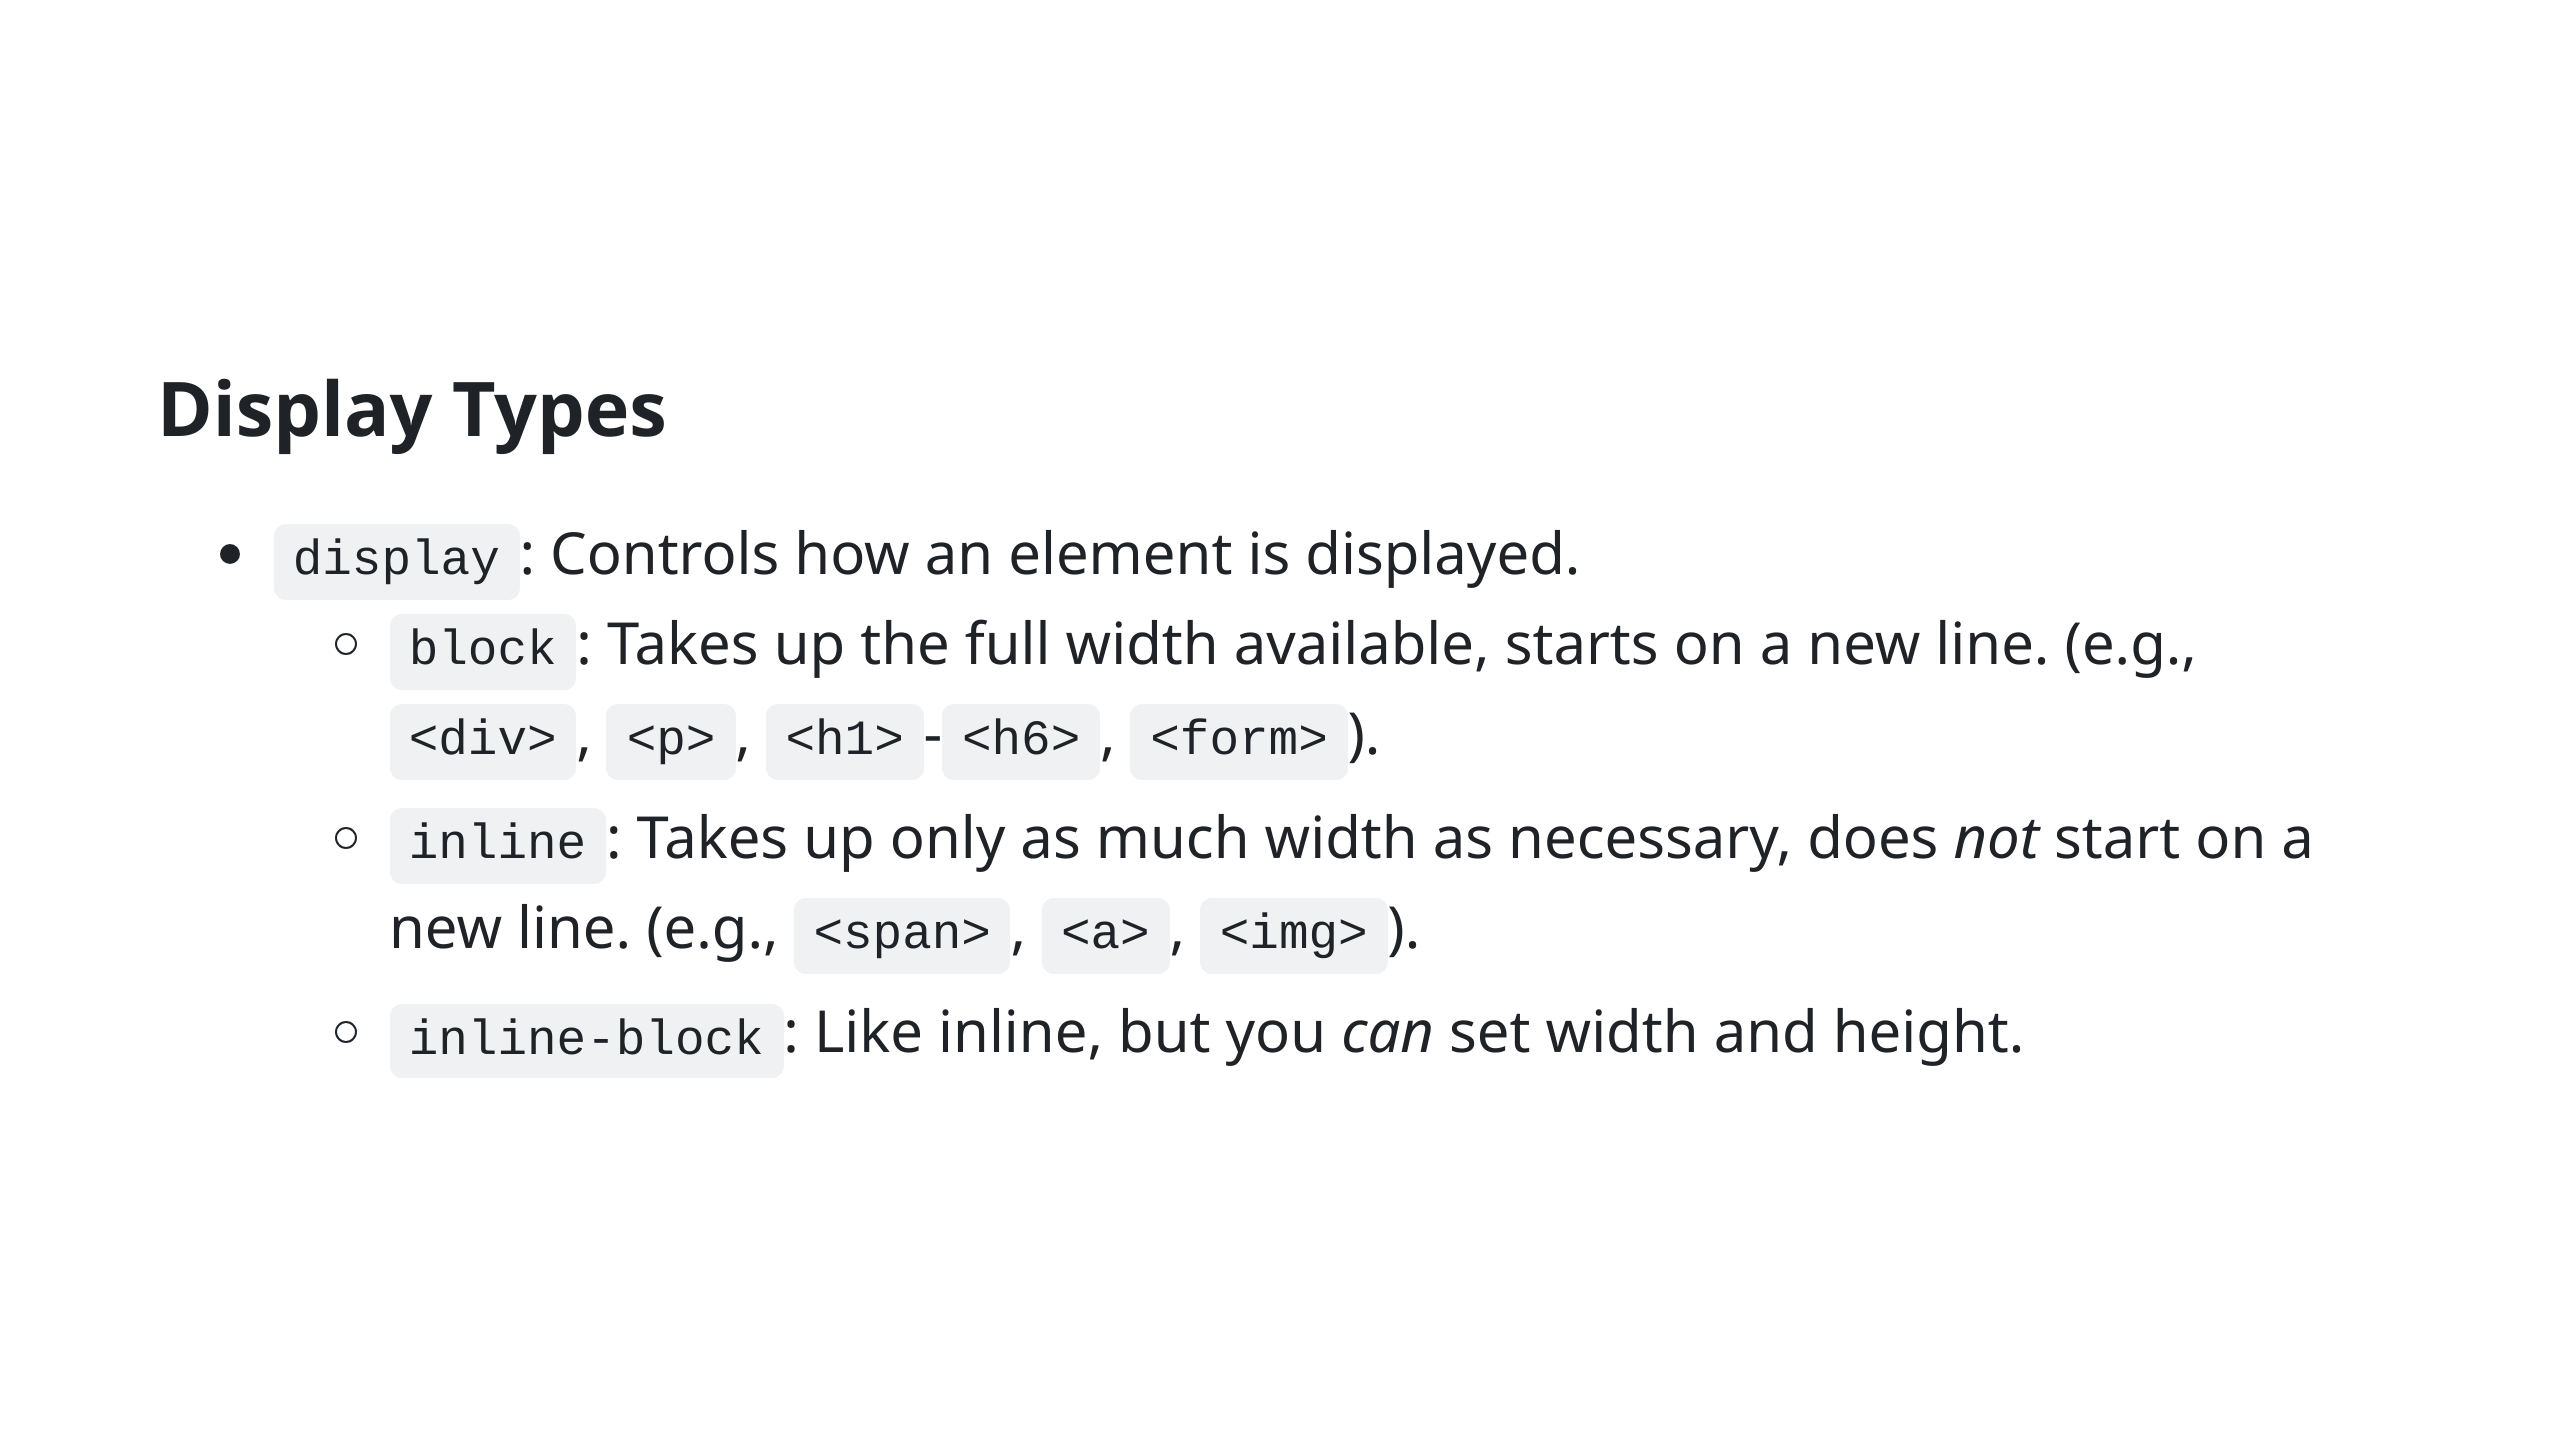 Display Types
• display: Controls how an element is displayed.
○ block: Takes up the full width available, starts on a new line. (e.g.,
<div>, <p>, <h1>-<h6>, <form>).
○ inline: Takes up only as much width as necessary, does not start on a
new line. (e.g., <span>, <a>, <img>).
○ inline-block: Like inline, but you can set width and height.